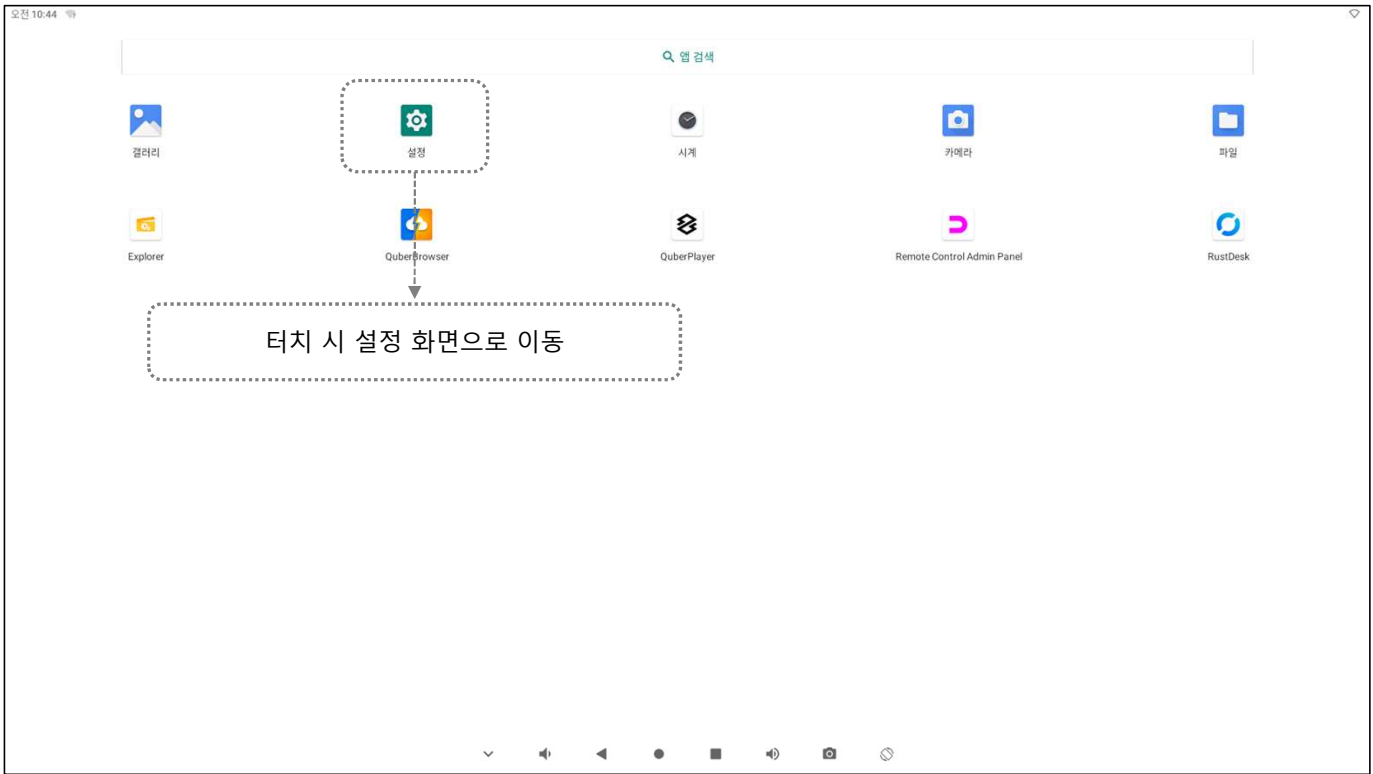 오전 10:44
앱 검색
갤러리
설정
시계
카메라
파일
Explorer
QuberBrowser
QuberPlayer
Remote Control Admin Panel
RustDesk
터치 시 설정 화면으로 이동